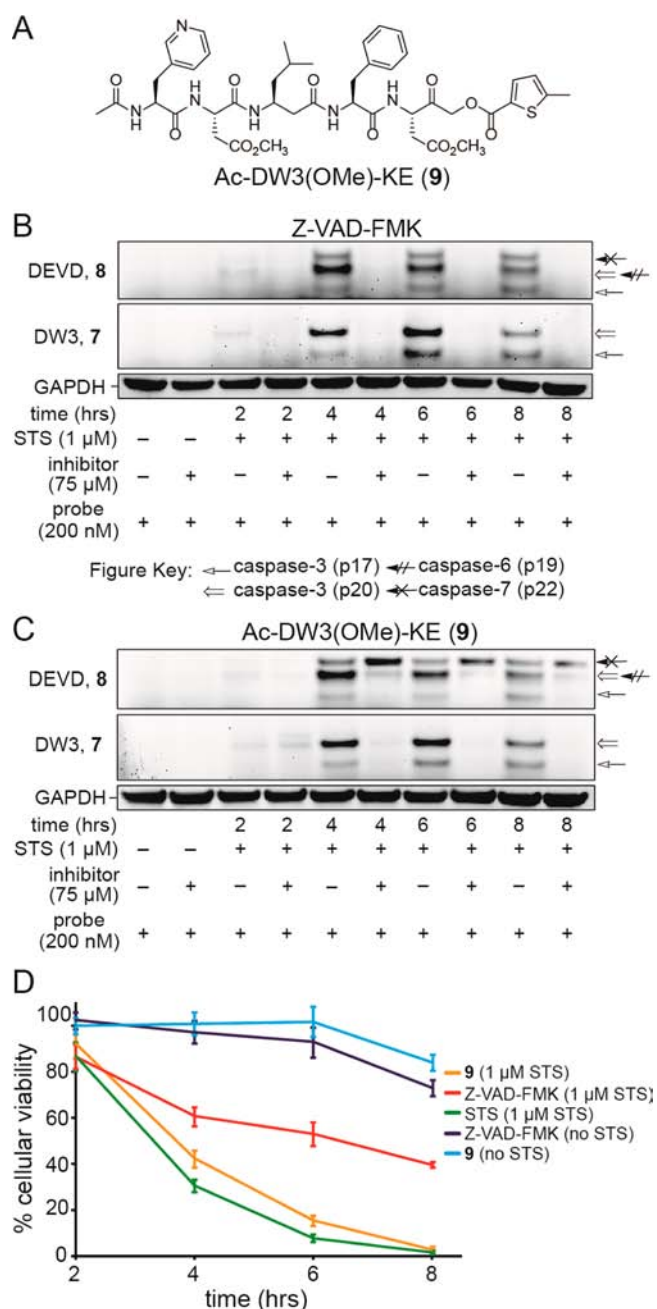 A
N
O
O
O
O
O
O
N
H
N
H
N
H
N
H
N
H
O
O
O
S
CO2CH3
CO2CH3
Ac-DW3(OMe)-KE (9)
B
Z-VAD-FMK
DEVD, 8
DW3, 7
GAPDH
time (hrs) 2 2 4 4 6 6 8 8
STS (1 µM) – – + + + + + + + +
inhibitor
(75 µM) – + – + – + – + – +
probe
(200 nM) + + + + + + + + + +
Figure Key: caspase-3 (p17) caspase-6 (p19)
caspase-3 (p20) caspase-7 (p22)
C
Ac-DW3(OMe)-KE (9)
DEVD, 8
DW3, 7
GAPDH
time (hrs) 2 2 4 4 6 6 8 8
STS (1 µM) – – + + + + + + + +
inhibitor
(75 µM) – + – + – + – + – +
probe
(200 nM) + + + + + + + + + +
D
% cellular viability
100
80
60
40
20
0
2 4 6 8
time (hrs)
9 (1 µM STS)
Z-VAD-FMK (1 µM STS)
STS (1 µM STS)
Z-VAD-FMK (no STS)
9 (no STS)